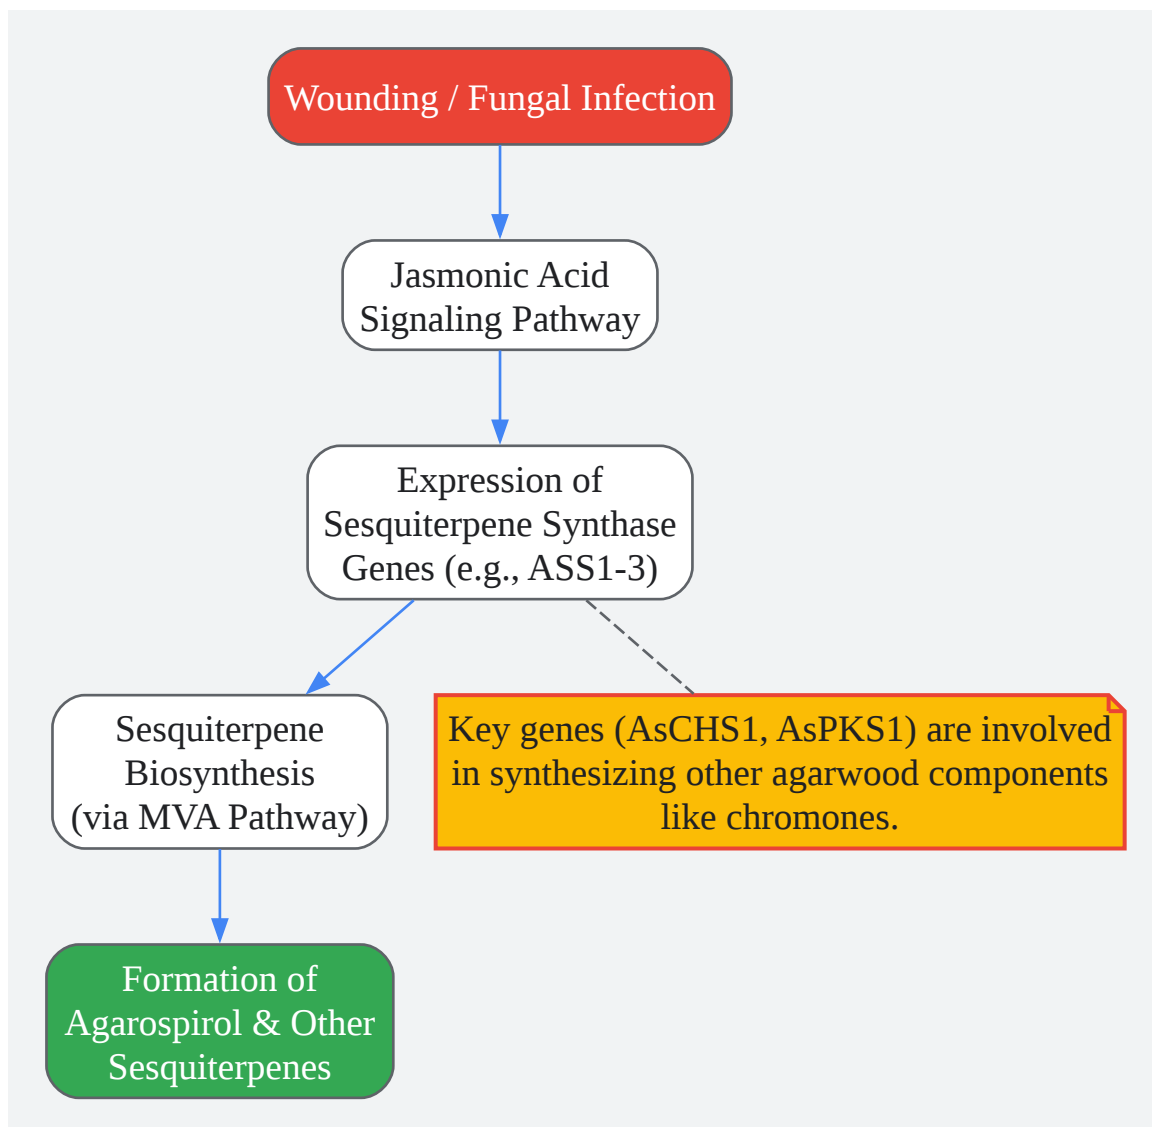 Wounding / Fungal Infection
Jasmonic Acid
Signaling Pathway
Expression of
Sesquiterpene Synthase
Genes (e.g., ASS1-3)
Sesquiterpene
Biosynthesis
(via MVA Pathway)
Key genes (AsCHS1, AsPKS1) are involved
in synthesizing other agarwood components
like chromones.
Formation of
Agarospirol & Other
Sesquiterpenes